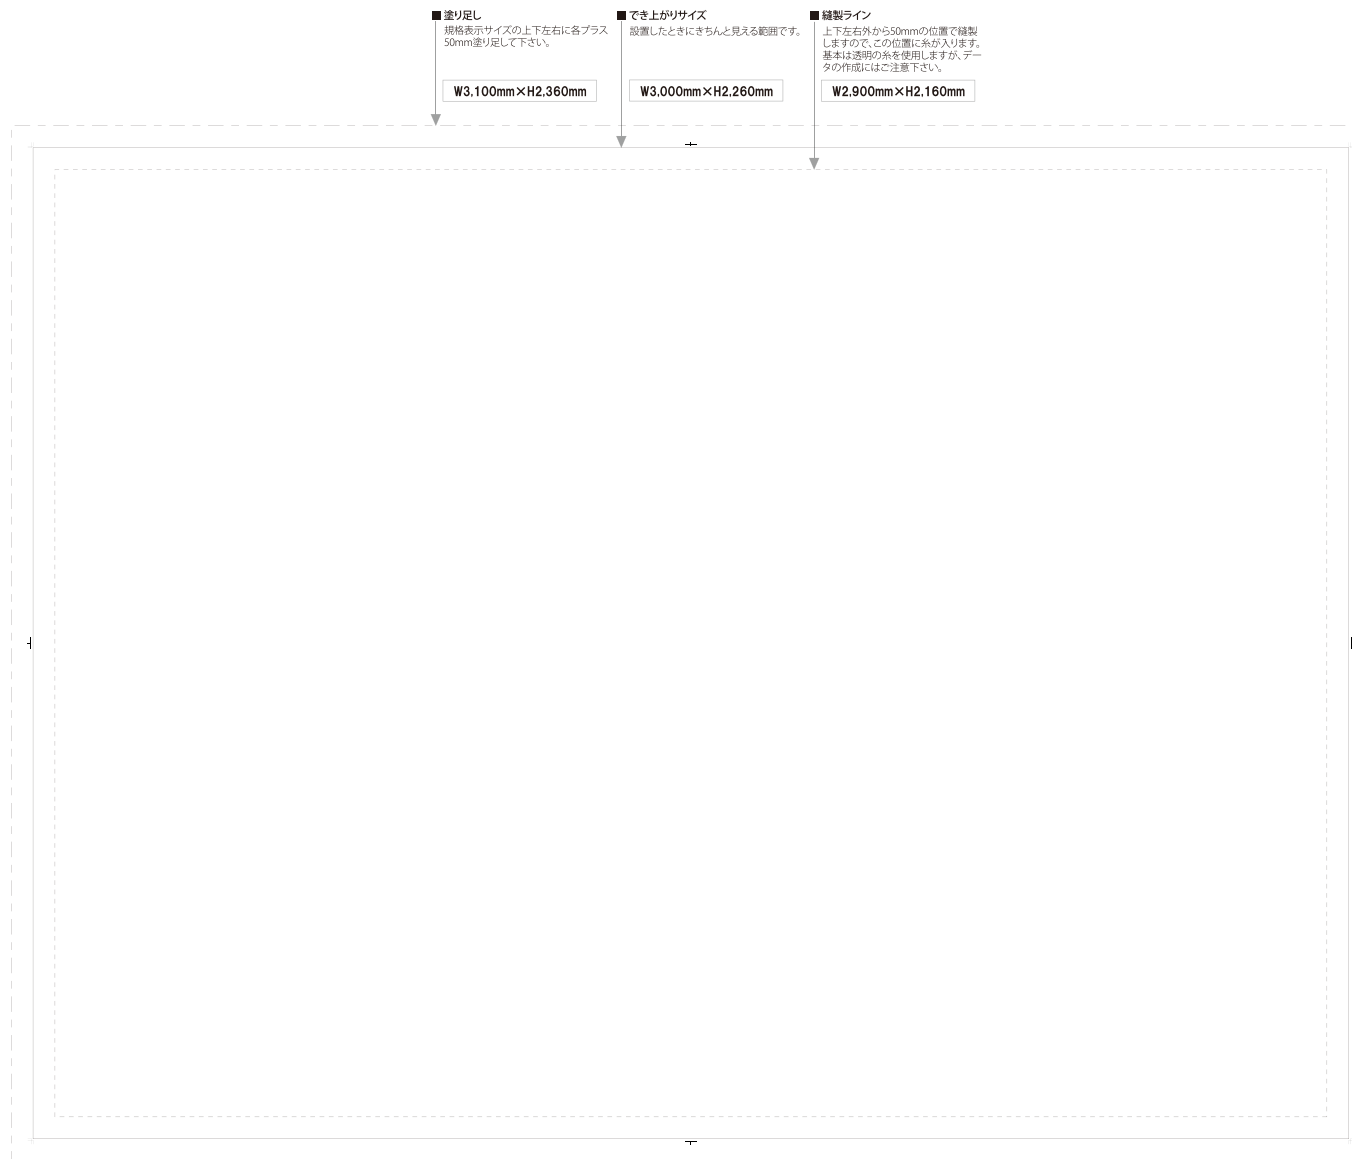 ■塗り足し
規格表示サイズの上下左右に各プラス
50mm塗り足して下さい。
W3,100mm×H2,360mm
■でき上がりサイズ
設置したときにきちんと見える範囲です。
W3,000mm×H2,260mm
■縫製ライン
上下左右外から50mmの位置で縫製
しますので、この位置に糸が入ります。
基本は透明の糸を使用しますが、デー
タの作成にはご注意下さい。
W2,900mm×H2,160mm